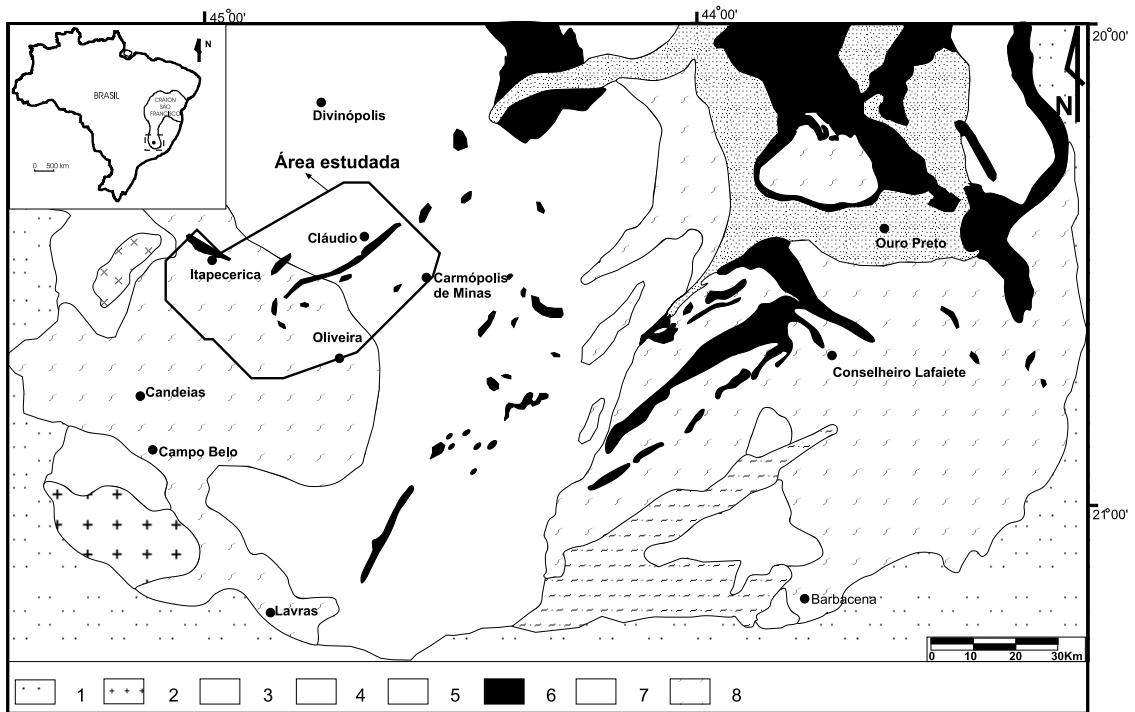 45°00'
44°00'
20°00'
N
BRASIL
CRATON
SÃO
FRANCISCO
0 500 km
N
Divinópolis
Área estudada
Cláudio
Itapecerica
Carmópolis
de Minas
Ouro Preto
Oliveira
Conselheiro Lafaiete
Candeias
Campo Belo
21°00'
Lavras
Barbacena
0 10 20 30Km
1 2 3 4 5 6 7 8